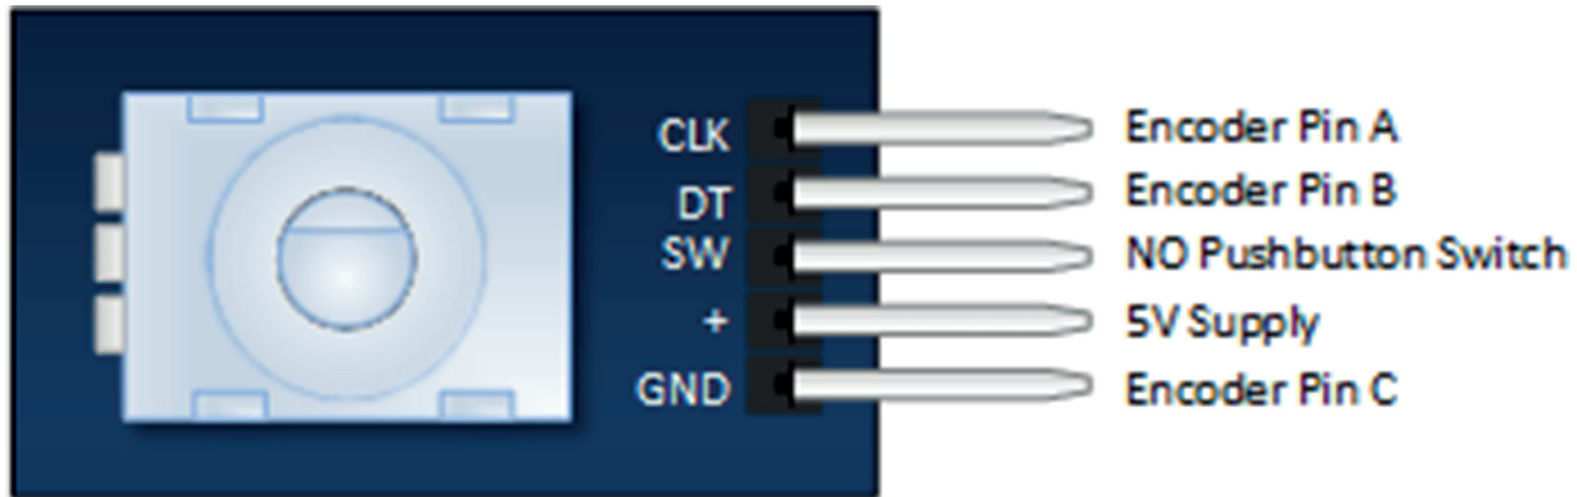 CLK Encoder Pin A
DT Encoder Pin B
SW NO Pushbutton Switch
+ 5V Supply
GND Encoder Pin C